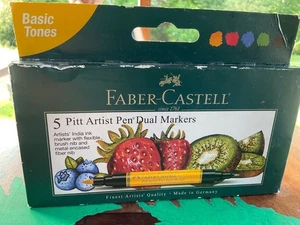 Basic
Tones
FABER-CASTELL
since 1761
5 Pitt Artist Pen Dual Markers
Artists' India ink
marker with flexible
brush nib and
metal encased
fiber nib
Finest Artists' Quality – Made in Germany